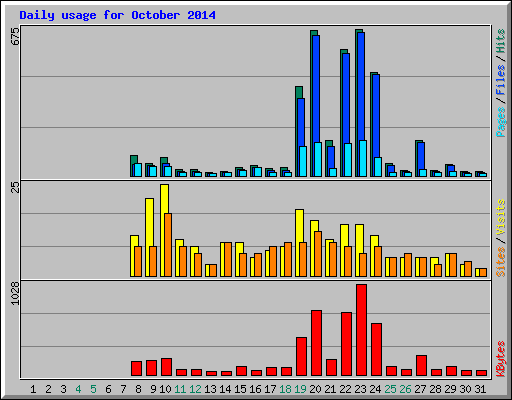 Daily usage for October 2014
675
Pages / Files / Hits
25
Sites / Visits
1028
KBytes
1 2 3 4 5 6 7 8 9 10 11 12 13 14 15 16 17 18 19 20 21 22 23 24 25 26 27 28 29 30 31